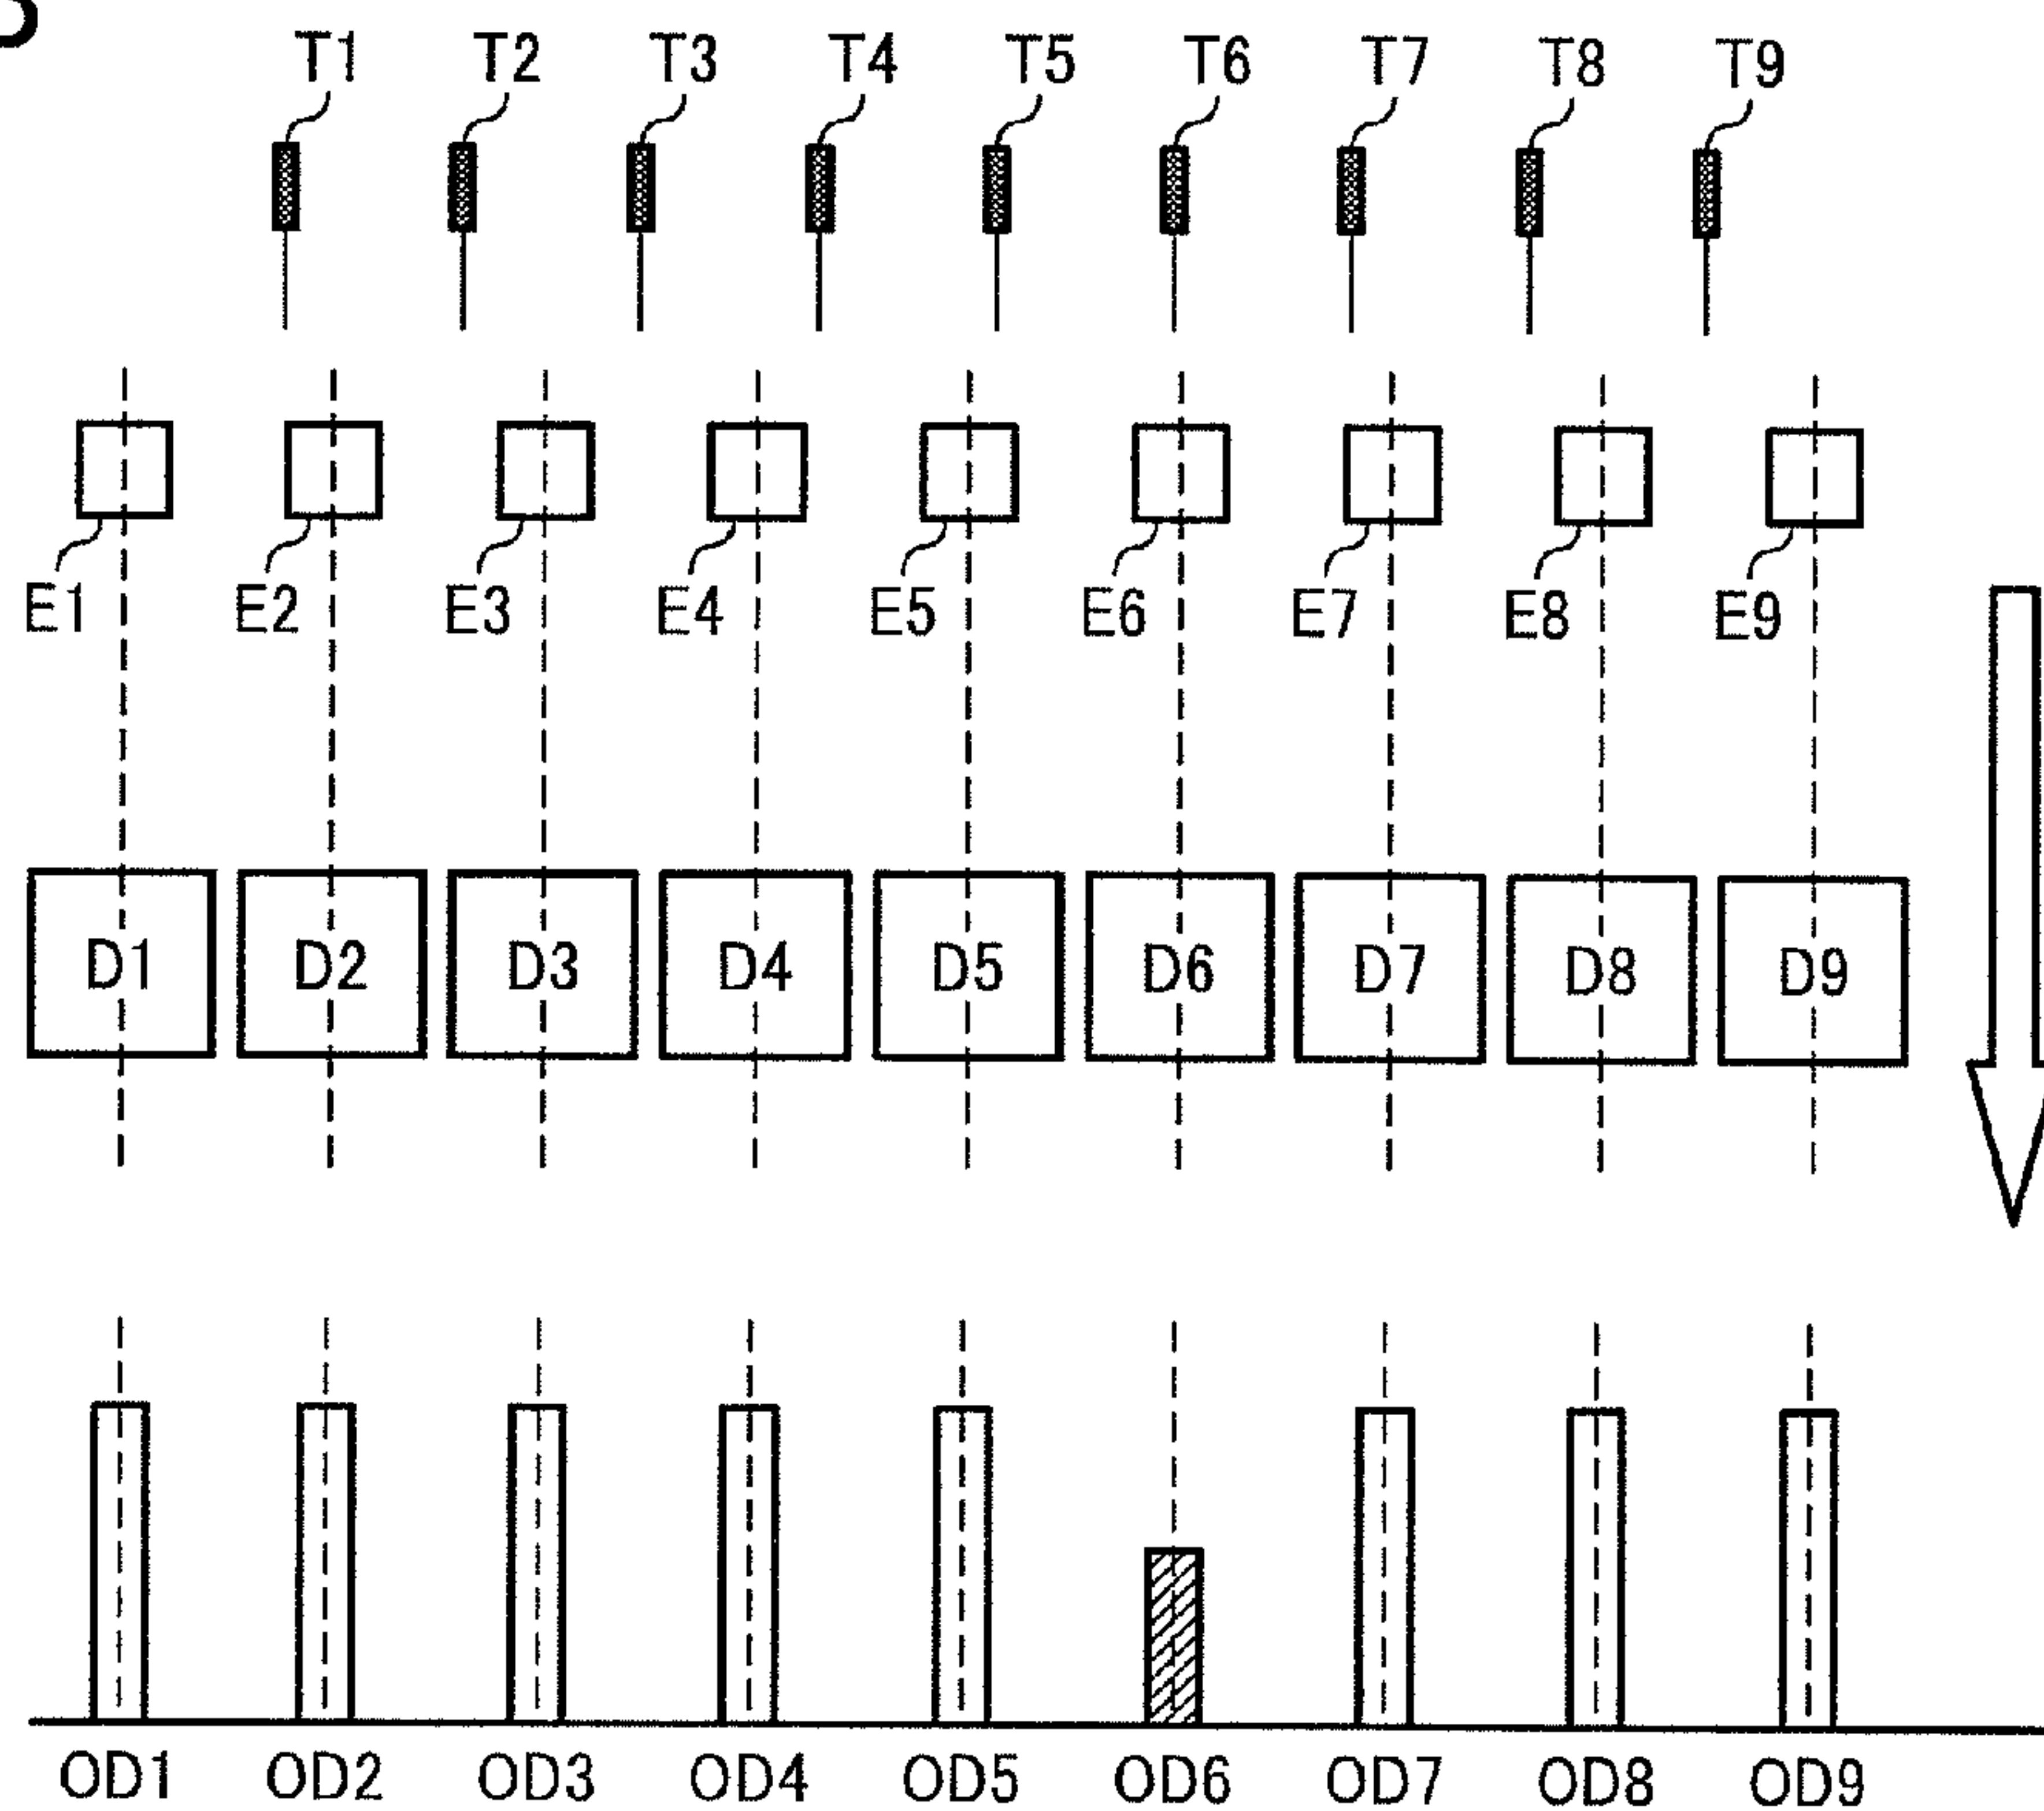 T1 T2 T3 T4 T5 T6 T7 T8 T9
E1 E2 E3 E4 E5 E6 E7 E8 E9
D1 D2 D3 D4 D5 D6 D7 D8 D9
OD1 OD2 OD3 OD4 OD5 OD6 OD7 OD8 OD9